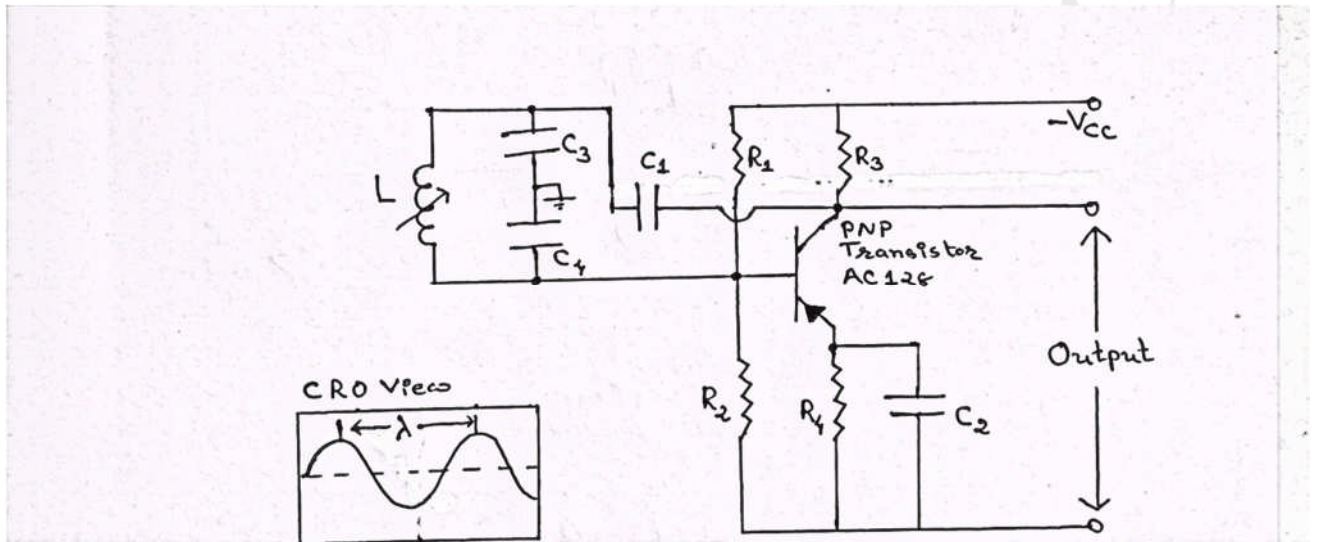 -VCC
C3
C1
R1
R3
L
C4
PNP
Transistor
AC128
Output
CRO View
λ
R2
R4
C2